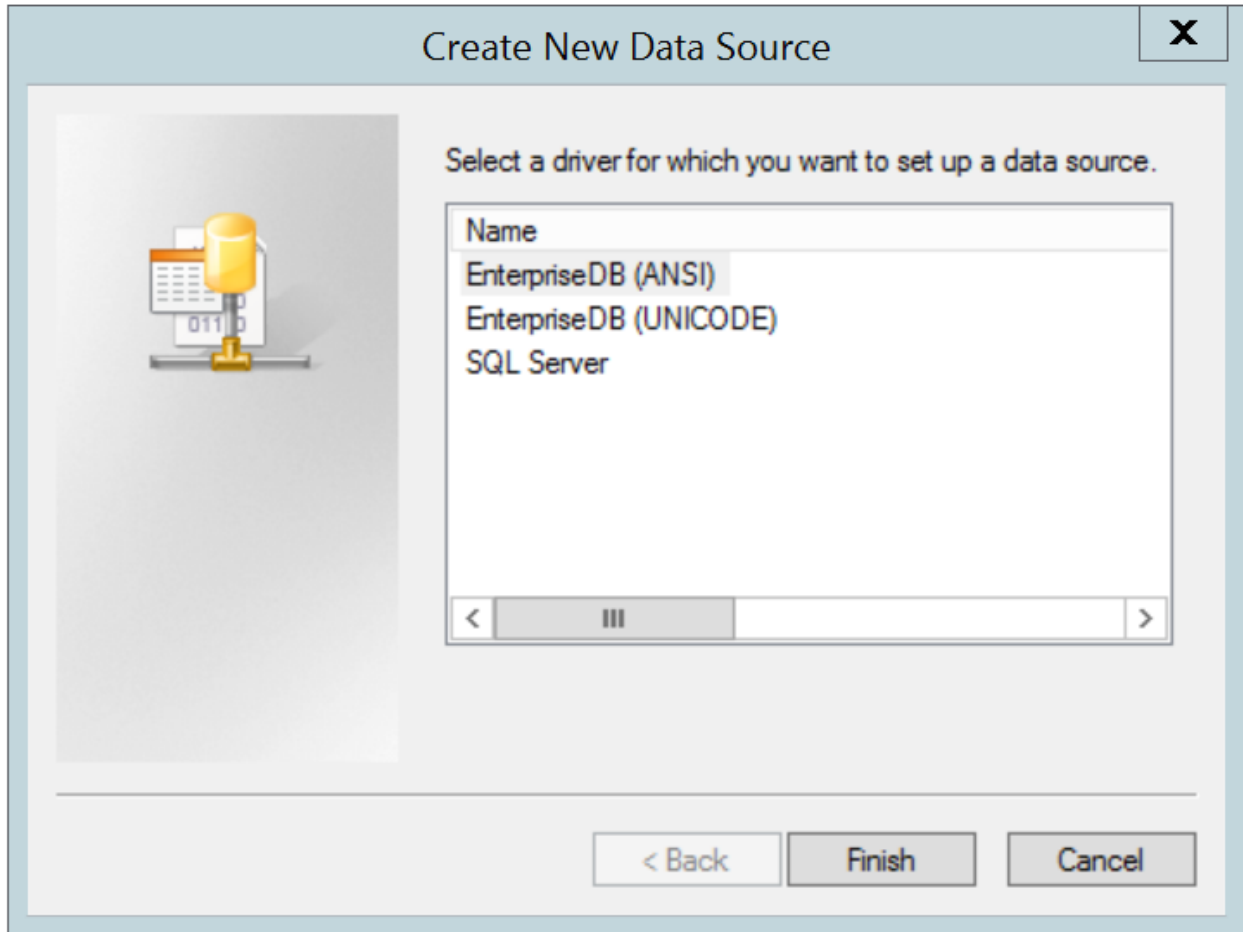 Create New Data Source
X
Select a driver for which you want to set up a data source.
Name
EnterpriseDB (ANSI)
EnterpriseDB (UNICODE)
SQL Server
< Back
Finish
Cancel